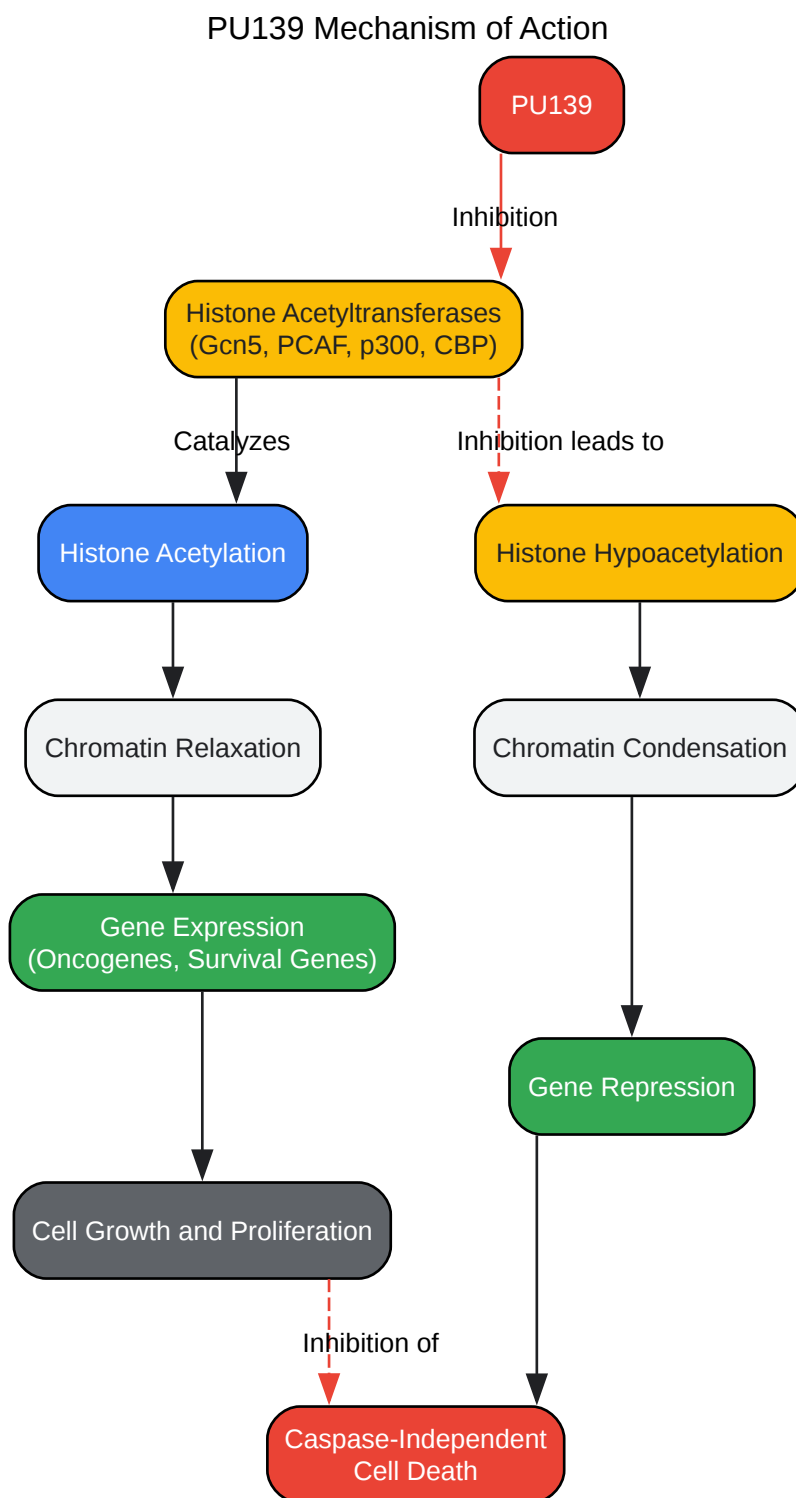 PU139 Mechanism of Action
PU139
Inhibition
Histone Acetyltransferases
(Gcn5, PCAF, p300, CBP)
Catalyzes
Inhibition leads to
Histone Acetylation
Histone Hypoacetylation
Chromatin Relaxation
Chromatin Condensation
Gene Expression
(Oncogenes, Survival Genes)
Gene Repression
Cell Growth and Proliferation
Inhibition of
Caspase-Independent
Cell Death